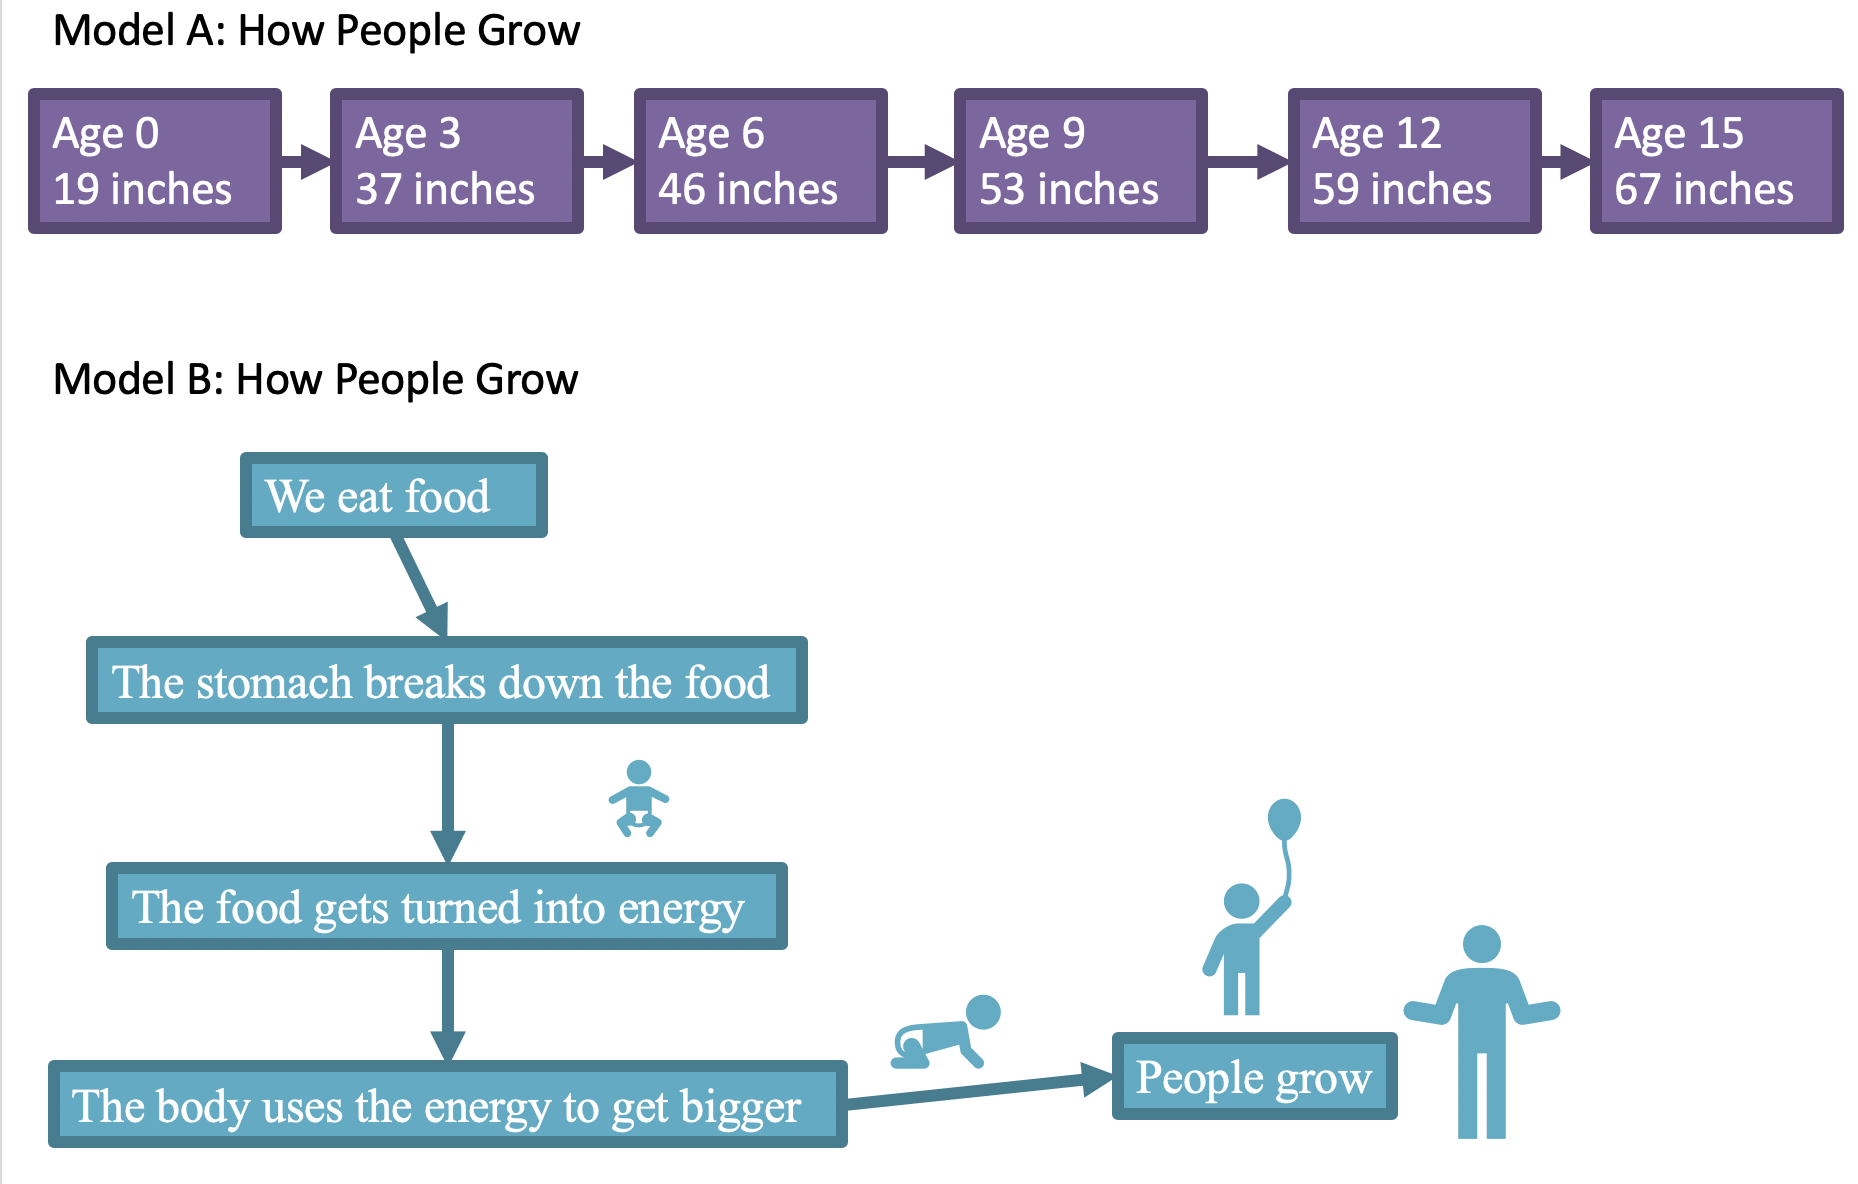 Model A: How People Grow
Age 0
19 inches
Age 3
37 inches
Age 6
46 inches
Age 9
53 inches
Age 12
59 inches
Age 15
67 inches
Model B: How People Grow
We eat food
The stomach breaks down the food
The food gets turned into energy
The body uses the energy to get bigger
People grow